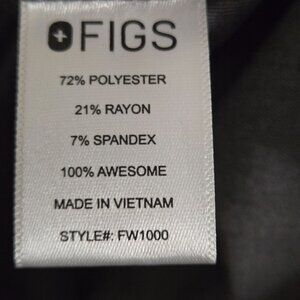 FIGS
72% POLYESTER
21% RAYON
7% SPANDEX
100% AWESOME
MADE IN VIETNAM
STYLE#: FW1000